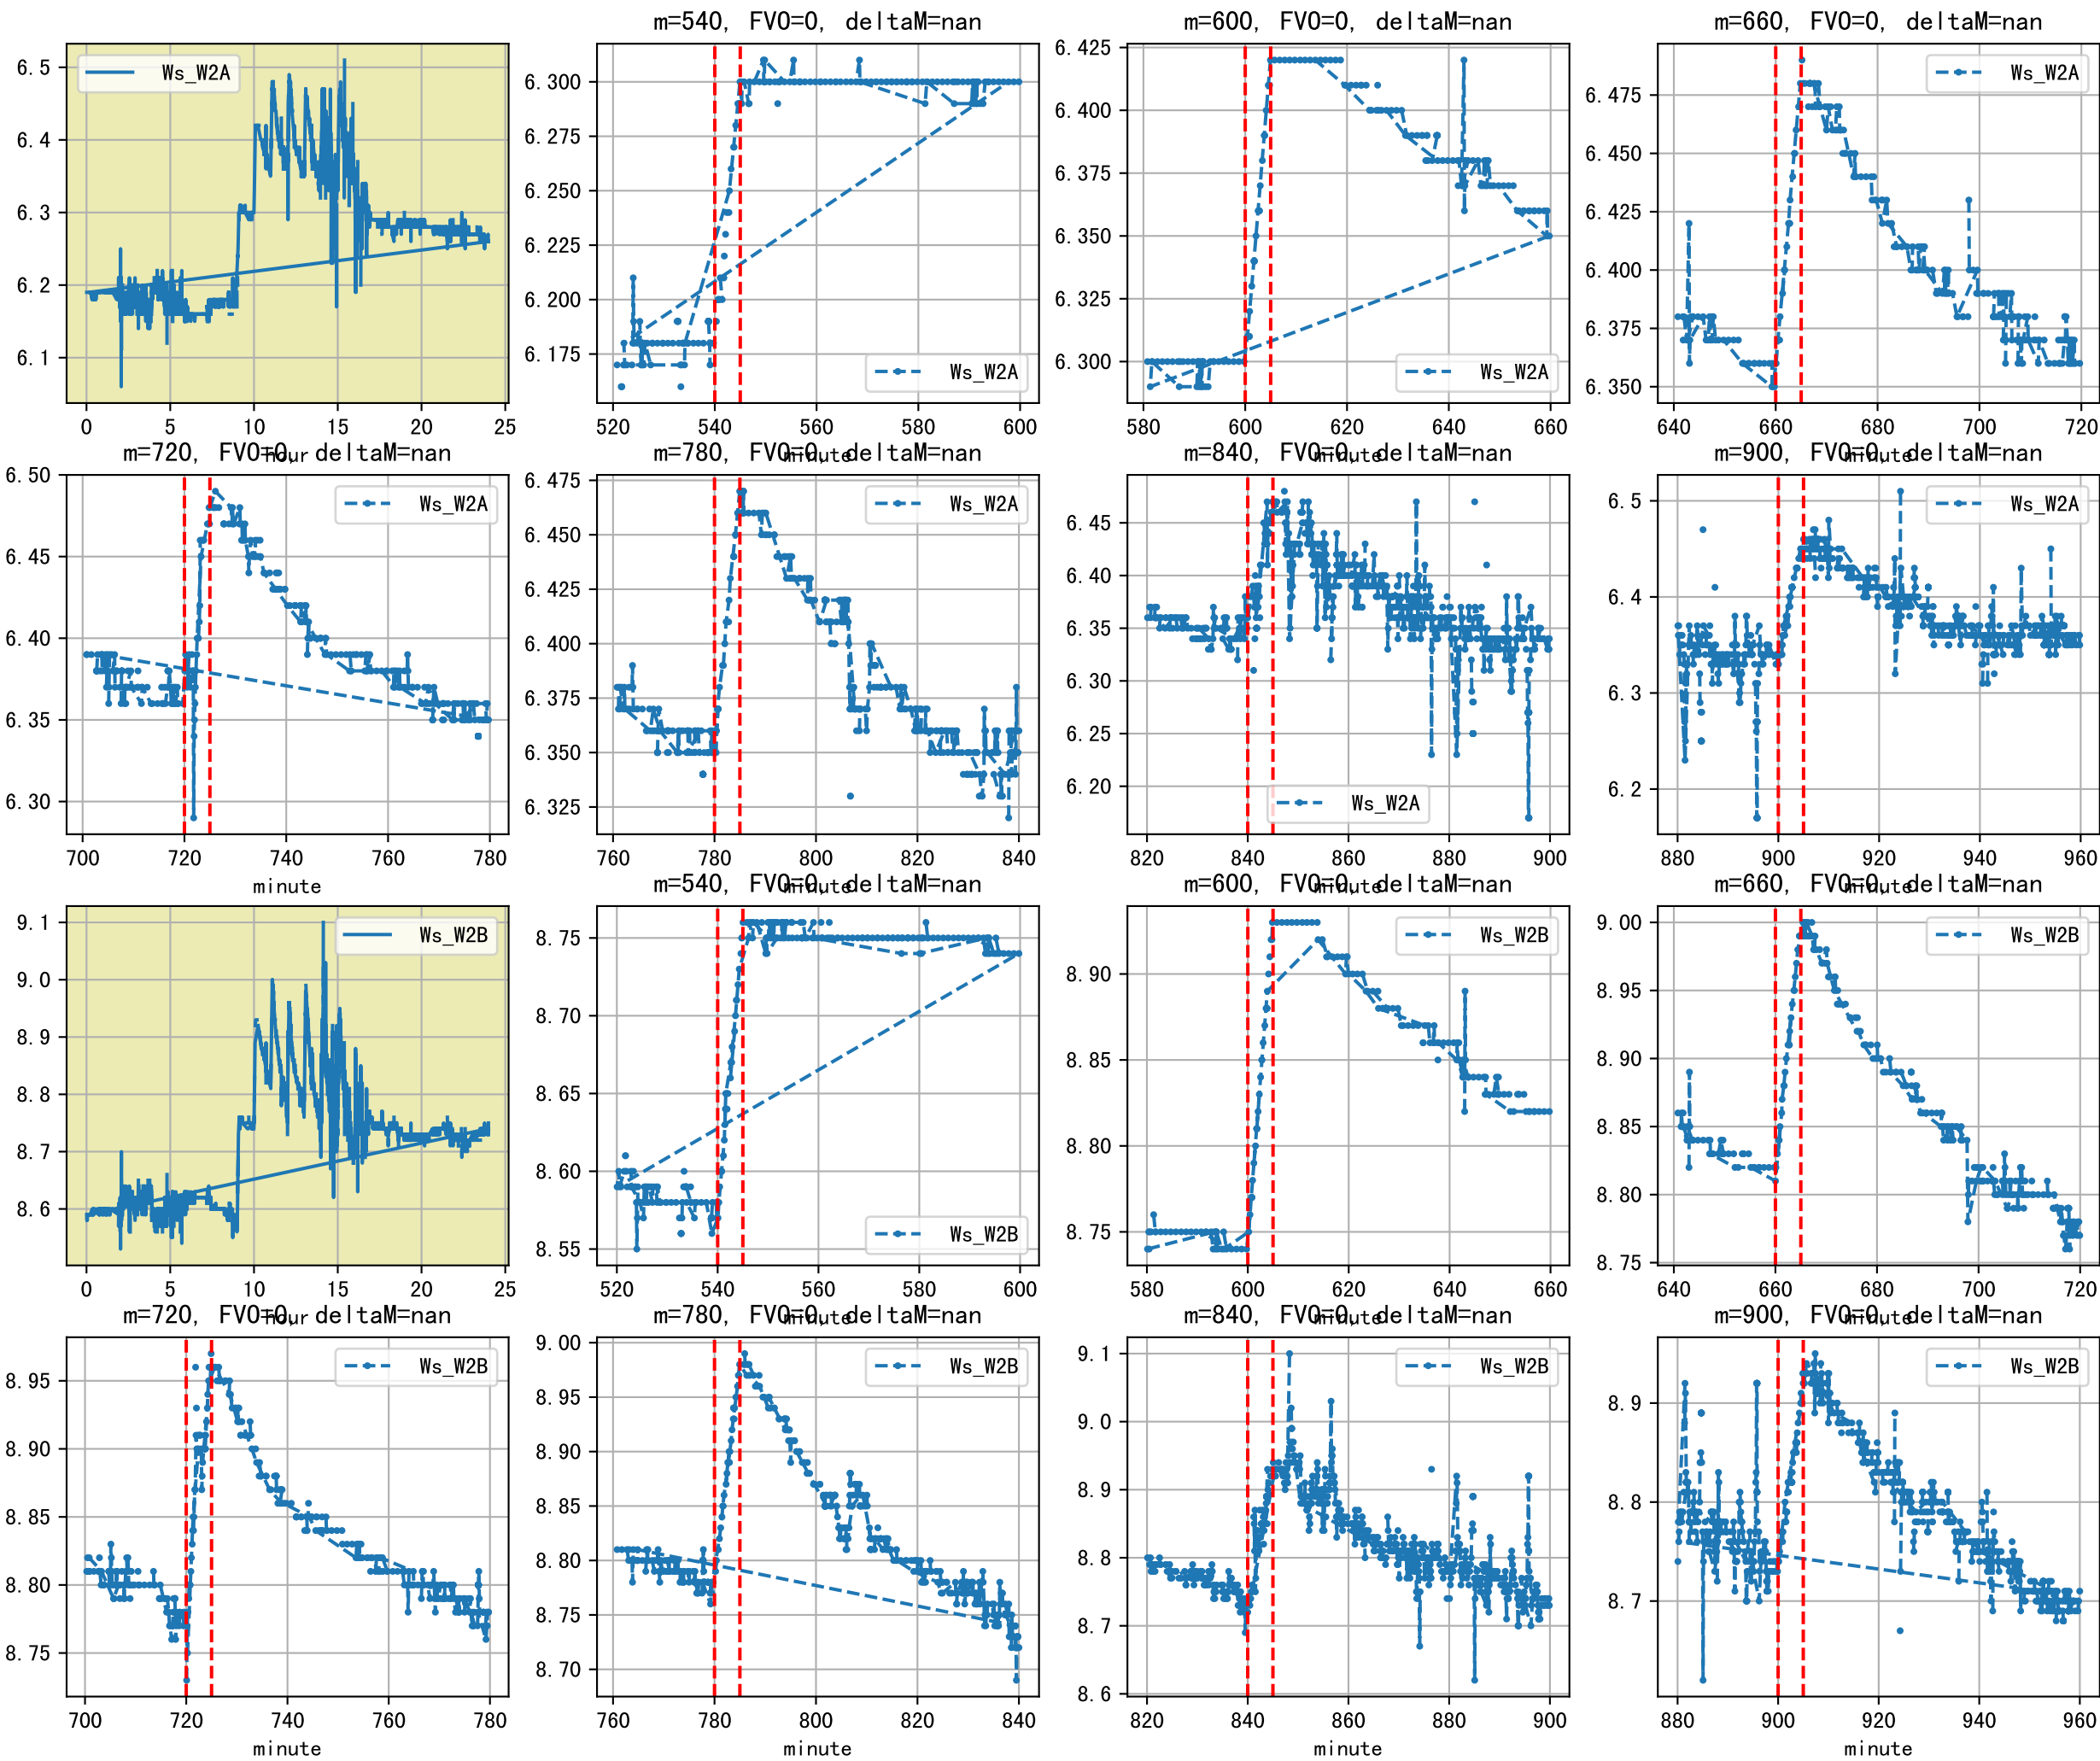 m=540, FVO=0, deltaM=nan
m=600, FVO=0, deltaM=nan
m=660, FVO=0, deltaM=nan
6.5
6.4
6.3
6.2
6.1
Ws_W2A
0 5 10 15 20 25
hour
6.300
6.275
6.250
6.225
6.200
6.175
Ws_W2A
520 540 560 580 600
minute
6.425
6.400
6.375
6.350
6.325
6.300
Ws_W2A
580 600 620 640 660
minute
6.475
6.450
6.425
6.400
6.375
6.350
Ws_W2A
640 660 680 700 720
minute
m=720, FVO=0, deltaM=nan
m=780, FVO=0, deltaM=nan
m=840, FVO=0, deltaM=nan
m=900, FVO=0, deltaM=nan
6.50
6.45
6.40
6.35
6.30
Ws_W2A
700 720 740 760 780
minute
6.475
6.450
6.425
6.400
6.375
6.350
6.325
Ws_W2A
760 780 800 820 840
minute
6.45
6.40
6.35
6.30
6.25
6.20
Ws_W2A
820 840 860 880 900
minute
6.5
6.4
6.3
6.2
Ws_W2A
880 900 920 940 960
minute
m=540, FVO=0, deltaM=nan
m=600, FVO=0, deltaM=nan
m=660, FVO=0, deltaM=nan
9.1
9.0
8.9
8.8
8.7
8.6
Ws_W2B
0 5 10 15 20 25
hour
8.75
8.70
8.65
8.60
8.55
Ws_W2B
520 540 560 580 600
minute
8.90
8.85
8.80
8.75
Ws_W2B
580 600 620 640 660
minute
9.00
8.95
8.90
8.85
8.80
8.75
Ws_W2B
640 660 680 700 720
minute
m=720, FVO=0, deltaM=nan
m=780, FVO=0, deltaM=nan
m=840, FVO=0, deltaM=nan
m=900, FVO=0, deltaM=nan
8.95
8.90
8.85
8.80
8.75
Ws_W2B
700 720 740 760 780
minute
9.00
8.95
8.90
8.85
8.80
8.75
8.70
Ws_W2B
760 780 800 820 840
minute
9.1
9.0
8.9
8.8
8.7
8.6
Ws_W2B
820 840 860 880 900
minute
8.9
8.8
8.7
Ws_W2B
880 900 920 940 960
minute